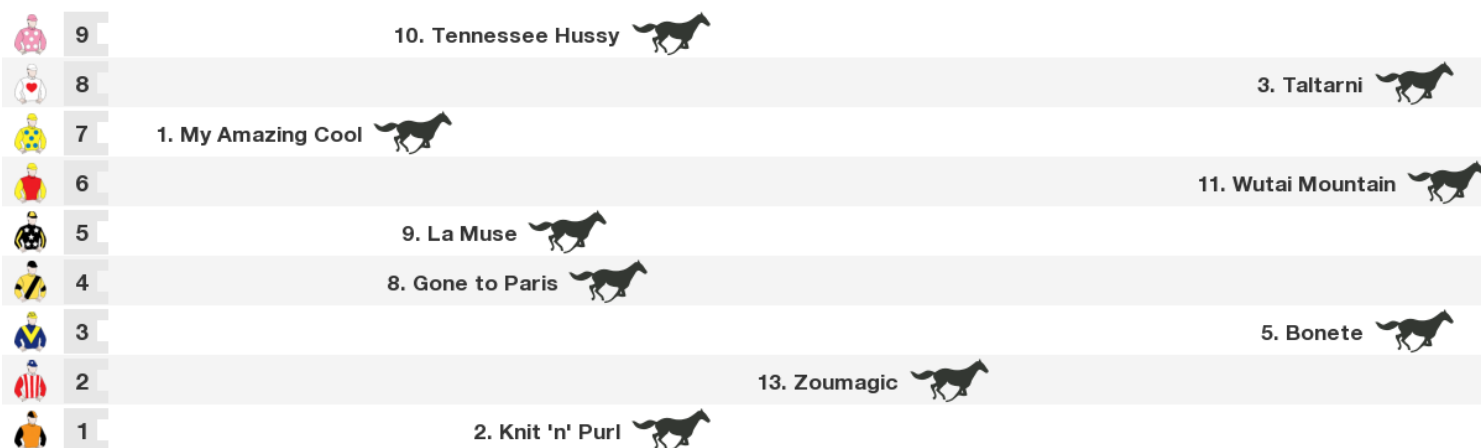 9 10. Tennessee Hussy
8 3. Taltarni
7 1. My Amazing Cool
6 11. Wutai Mountain
5 9. La Muse
4 8. Gone to Paris
3 5. Bonete
2 13. Zoumagic
1 2. Knit 'n' Purl